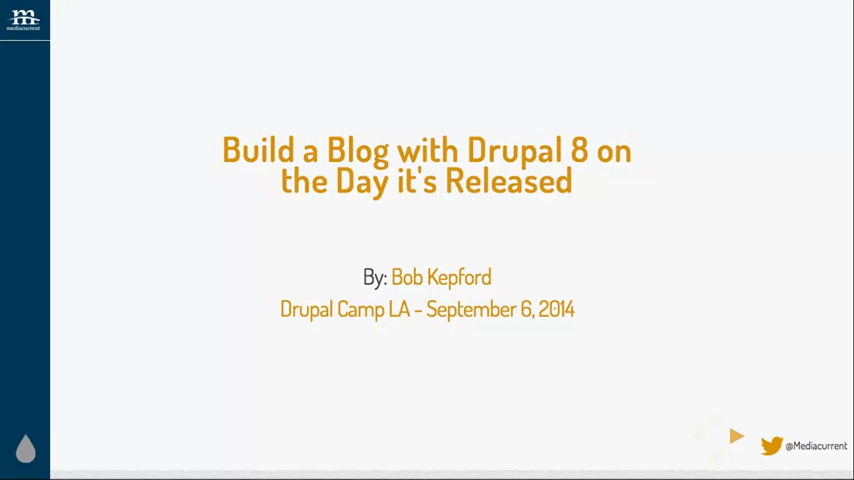 mediacurrent
Build a Blog with Drupal 8 on
the Day it's Released
By: Bob Kepford
Drupal Camp LA - September 6, 2014
@Mediacurrent